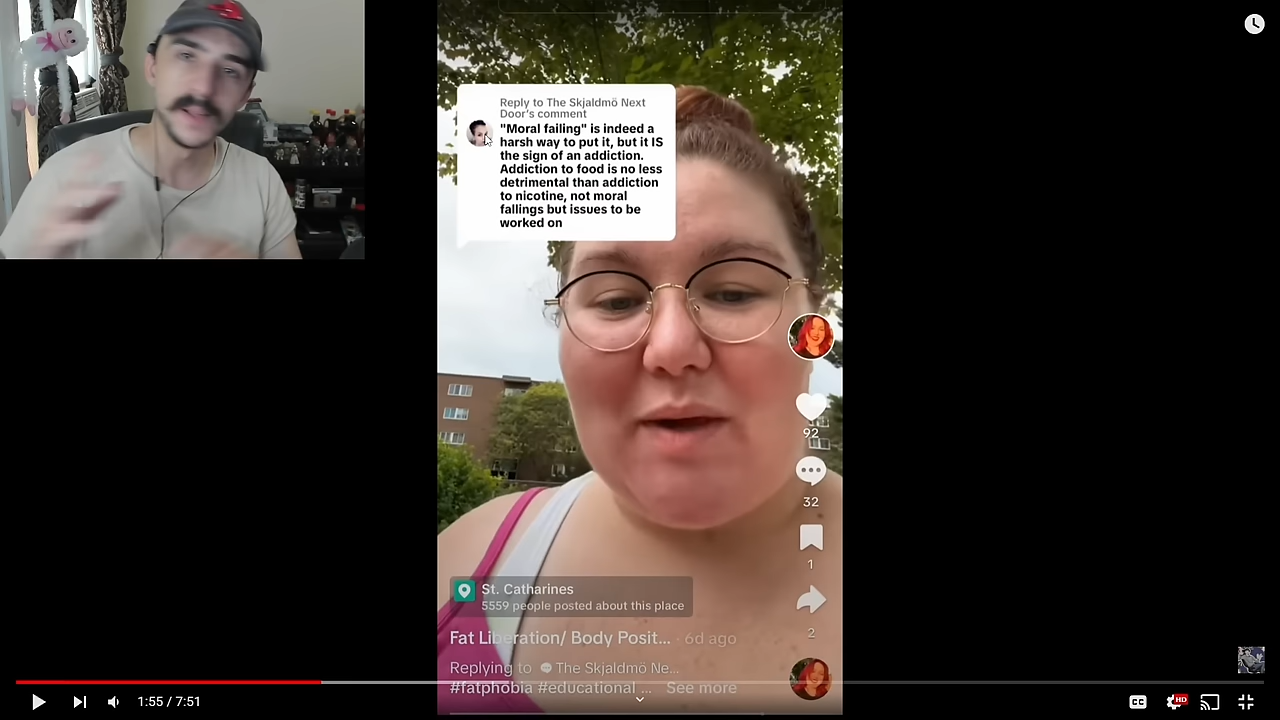 Reply to The Skjaldmö Next
Door's comment
"Moral failing" is indeed a
harsh way to put it, but it IS
the sign of an addiction.
Addiction to food is no less
detrimental than addiction
to nicotine, not moral
fallings but issues to be
worked on
92
32
1
2
St. Catharines
5559 people posted about this place
Fat Liberation/ Body Posit... · 6d ago
Replying to 💬 The Skjaldmö Ne...
#fatphobia #educational ... See more
1:55 / 7:51
CC
HD